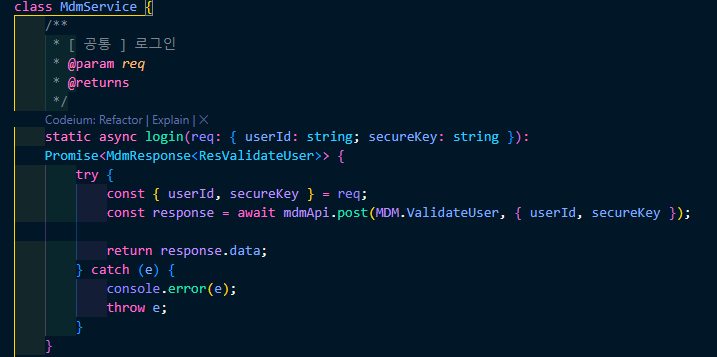 class MdmService {
/**
* [ 공통 ] 로그인
* @param req
* @returns
*/
Codeium: Refactor | Explain | ✕
static async login(req: { userId: string; secureKey: string }):
Promise<MdmResponse<ResValidateUser>> {
try {
const { userId, secureKey } = req;
const response = await mdmApi.post(MDM.ValidateUser, { userId, secureKey });
return response.data;
} catch (e) {
console.error(e);
throw e;
}
}